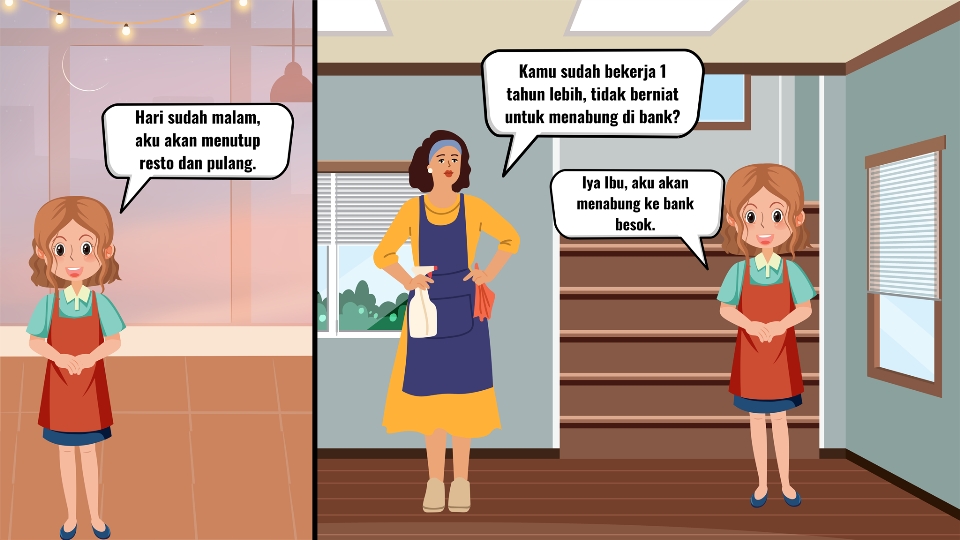 Hari sudah malam,
aku akan menutup
resto dan pulang.
Kamu sudah bekerja 1
tahun lebih, tidak berniat
untuk menabung di bank?
Iya Ibu, aku akan
menabung ke bank
besok.